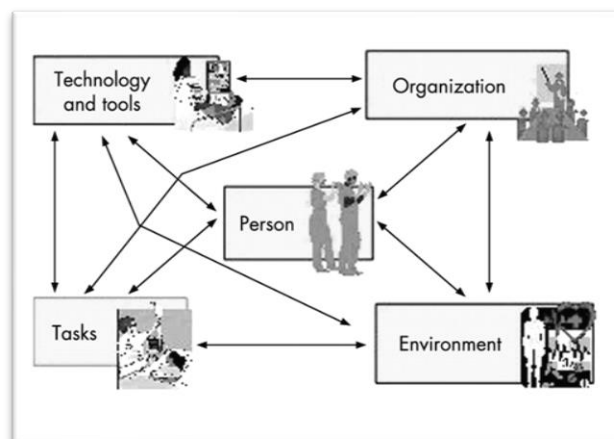 Technology
and tools
Organization
Person
Tasks
Environment